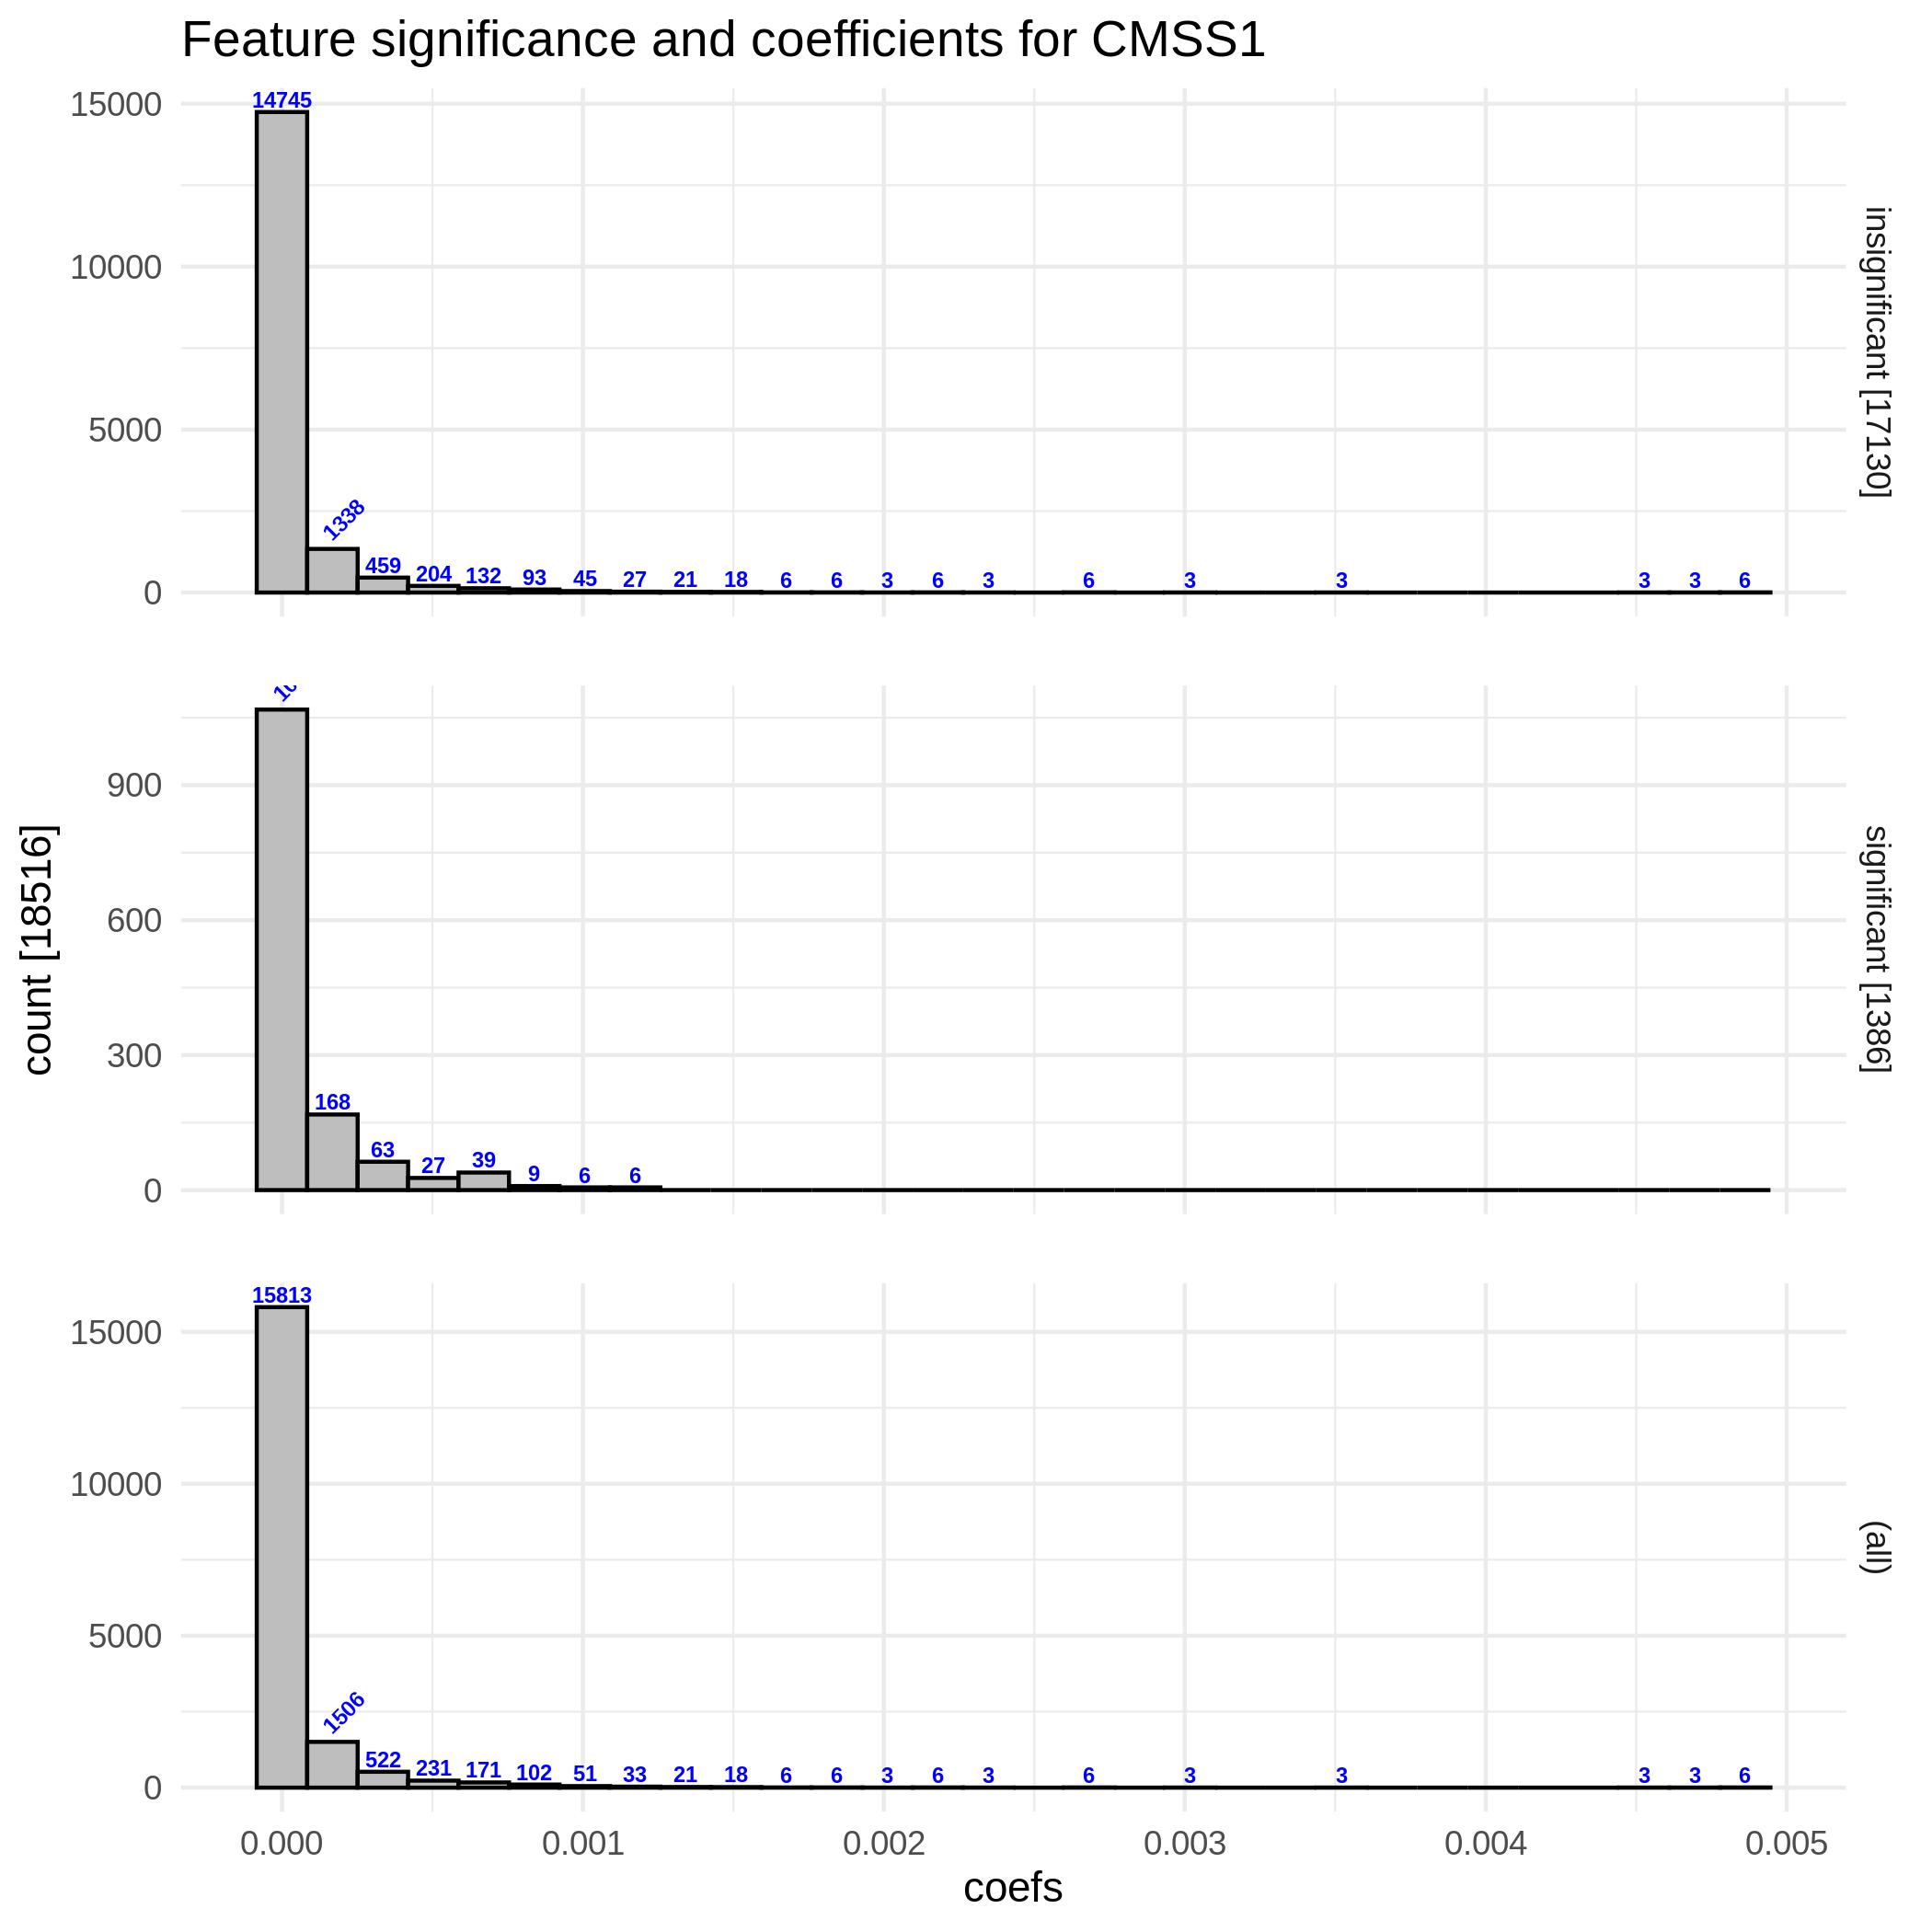 Feature significance and coefficients for CMSS1
count [18516]
15000
10000
5000
0
14745
1338
459 204 132 93 45 27 21 18 6 6 3 6 3 6 3 3 3 3 6
insignificant [17130]
900
600
300
0
168
63 27 39 9 6 6
significant [1386]
15000
10000
5000
0
15813
1506
522 231 171 102 51 33 21 18 6 6 3 6 3 6 3 3 3 3 6
(all)
0.000 0.001 0.002 0.003 0.004 0.005
coefs